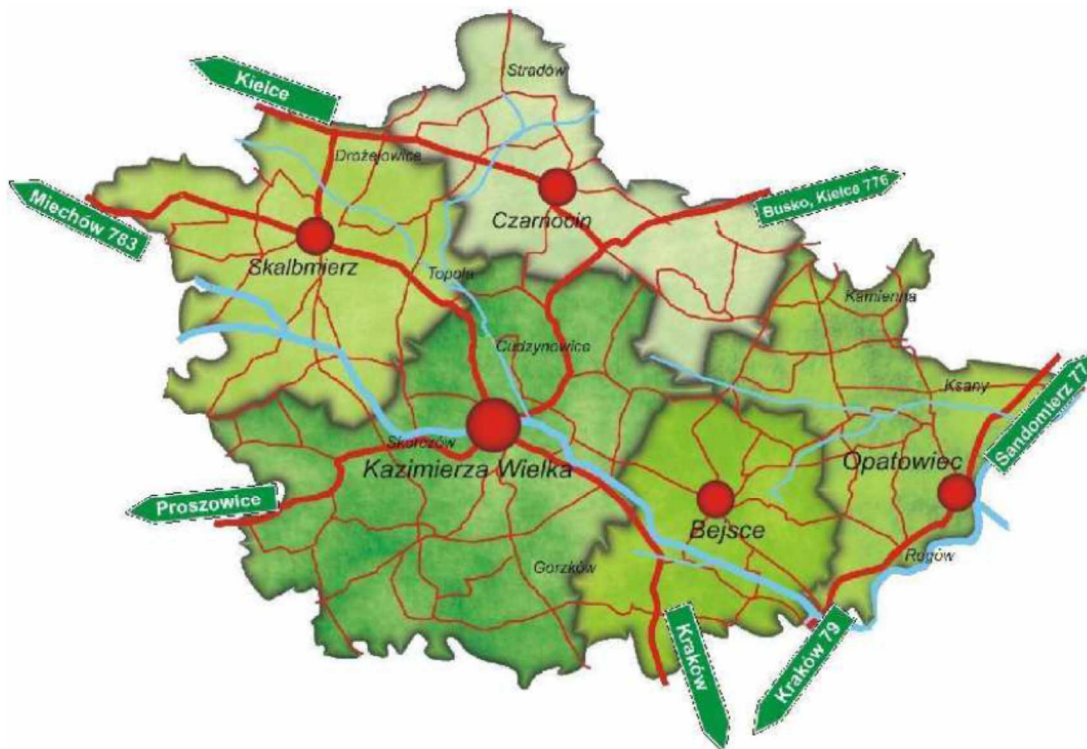 Stradów
Kielce
Drożejowice
Miechów 783
Busko, Kielce 776
Czarnocin
Skalbmierz
Topola
Kamienna
Cudzynowice
Ksany
Sandomierz 77
Skorczów
Kazimierza Wielka
Opatowiec
Proszowice
Bejsce
Rogów
Gorzków
Kraków
Kraków 79